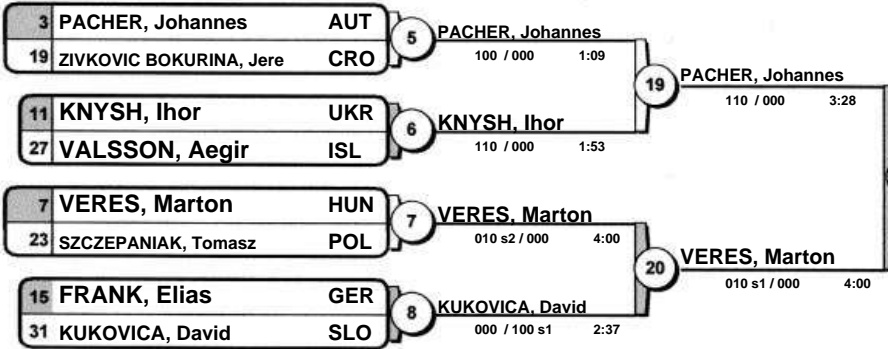 3 PACHER, Johannes AUT
19 ZIVKOVIC BOKURINA, Jere CRO
5
PACHER, Johannes
100 / 000 1:09
11 KNYSH, Ihor UKR
27 VALSSON, Aegir ISL
6
KNYSH, Ihor
110 / 000 1:53
19
PACHER, Johannes
110 / 000 3:28
7 VERES, Marton HUN
23 SZCZEPANIAK, Tomasz POL
7
VERES, Marton
010 s2 / 000 4:00
15 FRANK, Elias GER
31 KUKOVICA, David SLO
8
KUKOVICA, David
000 / 100 s1 2:37
20
VERES, Marton
010 s1 / 000 4:00